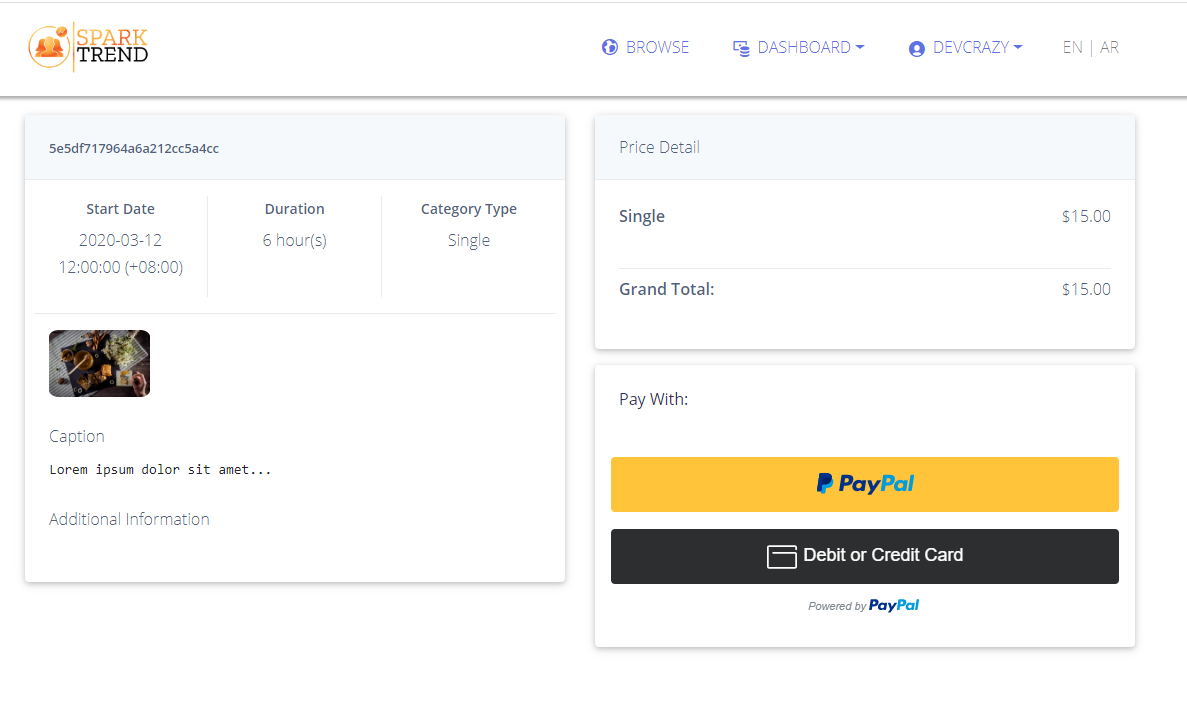 SPARK
TREND
BROWSE
DASHBOARD
DEVCRAZY
EN | AR
5e5df717964a6a212cc5a4cc
Start Date
2020-03-12
12:00:00 (+08:00)
Duration
6 hour(s)
Category Type
Single
Caption
Lorem ipsum dolor sit amet...
Additional Information
Price Detail
Single $15.00
Grand Total: $15.00
Pay With:
PayPal
Debit or Credit Card
Powered by PayPal